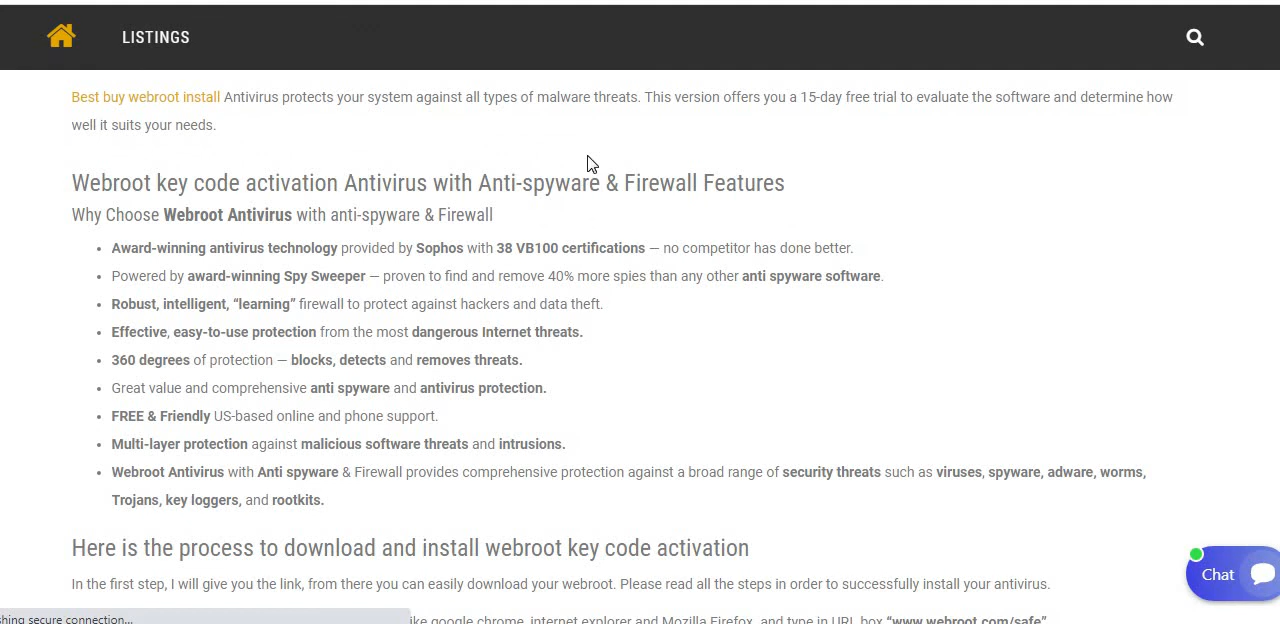 LISTINGS
Best buy webroot install Antivirus protects your system against all types of malware threats. This version offers you a 15-day free trial to evaluate the software and determine how
well it suits your needs.
Webroot key code activation Antivirus with Anti-spyware & Firewall Features
Why Choose Webroot Antivirus with anti-spyware & Firewall
• Award-winning antivirus technology provided by Sophos with 38 VB100 certifications — no competitor has done better.
• Powered by award-winning Spy Sweeper — proven to find and remove 40% more spies than any other anti spyware software.
• Robust, intelligent, “learning” firewall to protect against hackers and data theft.
• Effective, easy-to-use protection from the most dangerous Internet threats.
• 360 degrees of protection — blocks, detects and removes threats.
• Great value and comprehensive anti spyware and antivirus protection.
• FREE & Friendly US-based online and phone support.
• Multi-layer protection against malicious software threats and intrusions.
• Webroot Antivirus with Anti spyware & Firewall provides comprehensive protection against a broad range of security threats such as viruses, spyware, adware, worms,
Trojans, key loggers, and rootkits.
Here is the process to download and install webroot key code activation
In the first step, I will give you the link, from there you can easily download your webroot. Please read all the steps in order to successfully install your antivirus.
Chat
shing secure connection...
ike google chrome, internet explorer and Mozilla Firefox, and type in URL box “www.webroot.com/safe”